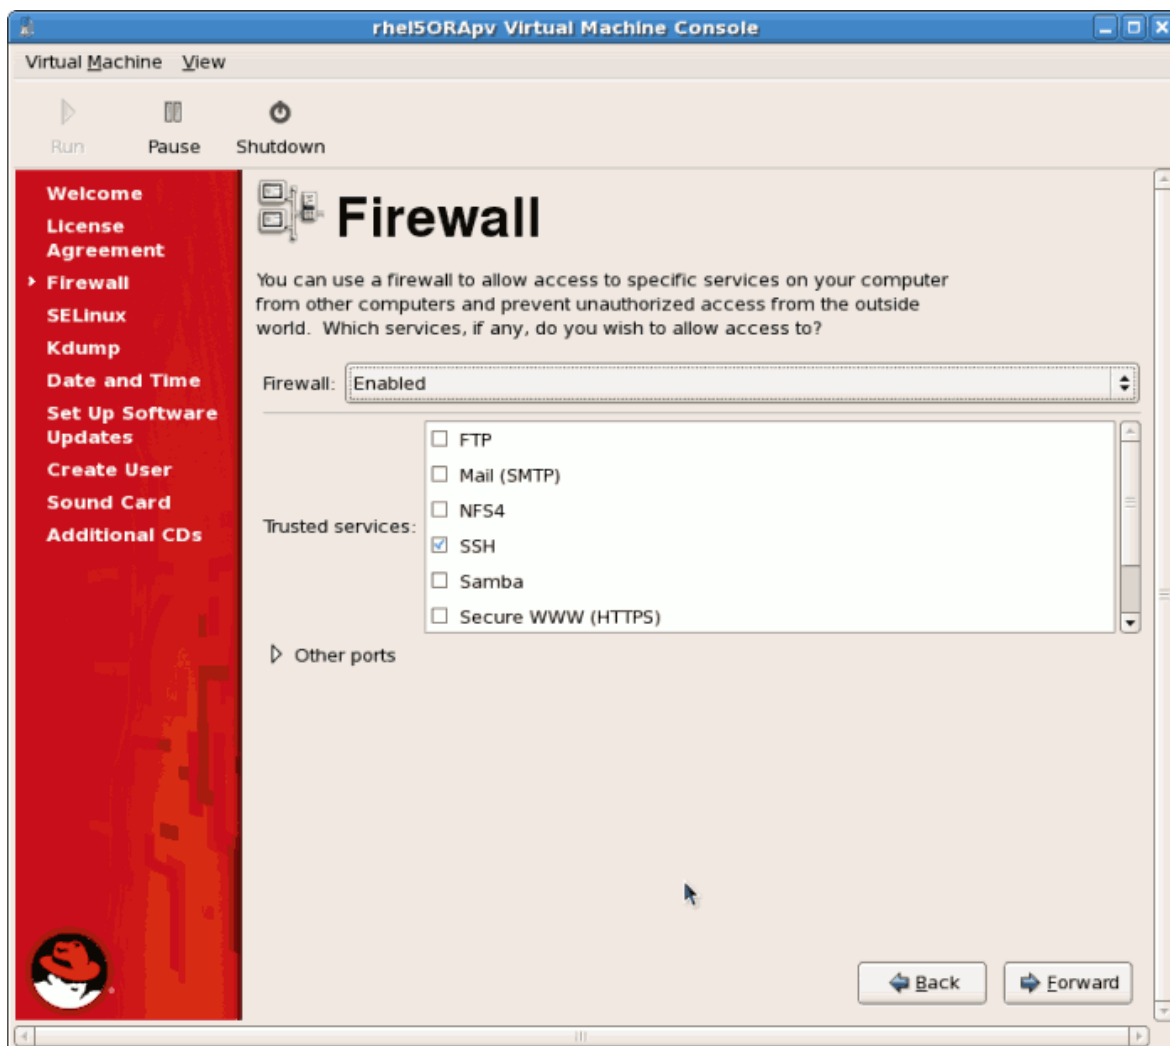 rhel5ORApv Virtual Machine Console
Virtual Machine View
Run Pause Shutdown
Welcome
License
Agreement
Firewall
SELinux
Kdump
Date and Time
Set Up Software
Updates
Create User
Sound Card
Additional CDs
Firewall
You can use a firewall to allow access to specific services on your computer
from other computers and prevent unauthorized access from the outside
world. Which services, if any, do you wish to allow access to?
Firewall: Enabled
Trusted services:
FTP
Mail (SMTP)
NFS4
SSH
Samba
Secure WWW (HTTPS)
Other ports
Back Forward